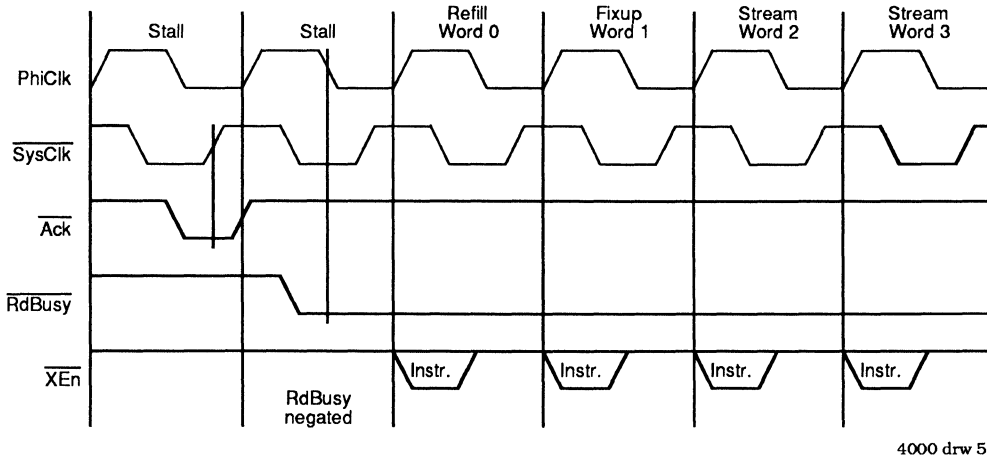 Stall
Stall
Refill
Word 0
Fixup
Word 1
Stream
Word 2
Stream
Word 3
PhiClk
SysClk
Ack
RdBusy
XEn
Instr.
Instr.
Instr.
Instr.
RdBusy
negated
4000 drw 5